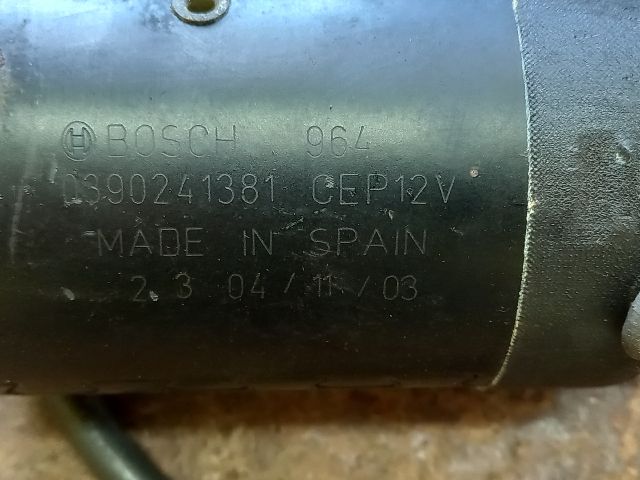 BOSCH 964
0390241381 CEP12V
MADE IN SPAIN
2.3 04/11/03